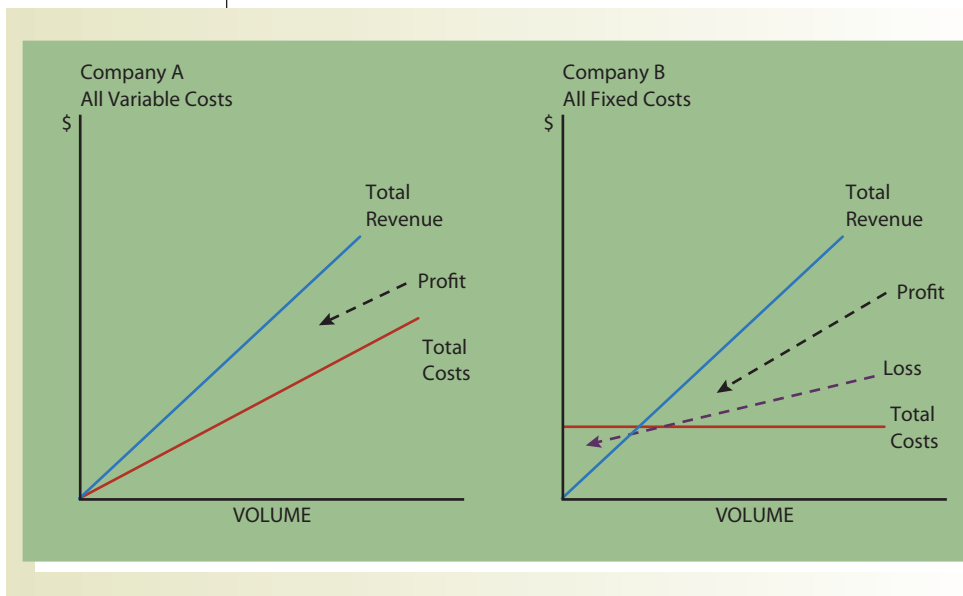 Company A
All Variable Costs
$
Total
Revenue
Profit
Total
Costs
VOLUME
Company B
All Fixed Costs
$
Total
Revenue
Profit
Loss
Total
Costs
VOLUME